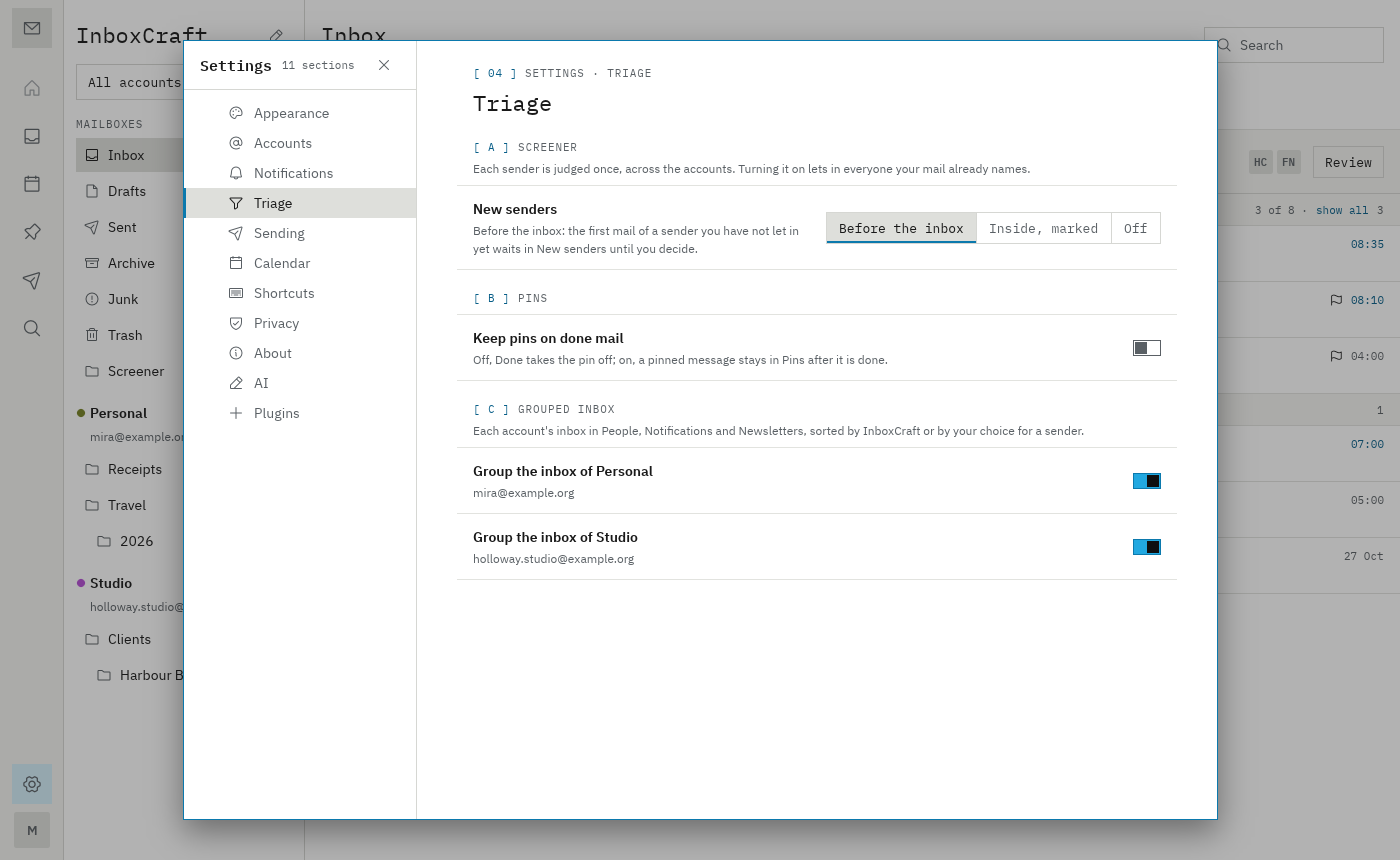 InboxCraft
All accounts
MAILBOXES
Inbox
Drafts
Sent
Archive
Junk
Trash
Screener
Personal
Receipts
Travel
2026
Studio
Clients
Harbour
M
Inbox
Search
Settings 11 sections
Appearance
Accounts
Notifications
Triage
Sending
Calendar
Shortcuts
Privacy
About
AI
Plugins
[ 04 ] SETTINGS · TRIAGE
Triage
[ A ] SCREENER
Each sender is judged once, across the accounts. Turning it on lets in everyone your mail already names.
New senders
Before the inbox: the first mail of a sender you have not let in
yet waits in New senders until you decide.
Before the inbox Inside, marked Off
[ B ] PINS
Keep pins on done mail
Off, Done takes the pin off; on, a pinned message stays in Pins after it is done.
[ C ] GROUPED INBOX
Each account's inbox in People, Notifications and Newsletters, sorted by InboxCraft or by your choice for a sender.
Group the inbox of Personal
mira@example.org
Group the inbox of Studio
holloway.studio@example.org
HC FN Review
3 of 8 · show all 3
08:35
08:10
04:00
1
07:00
05:00
27 Oct